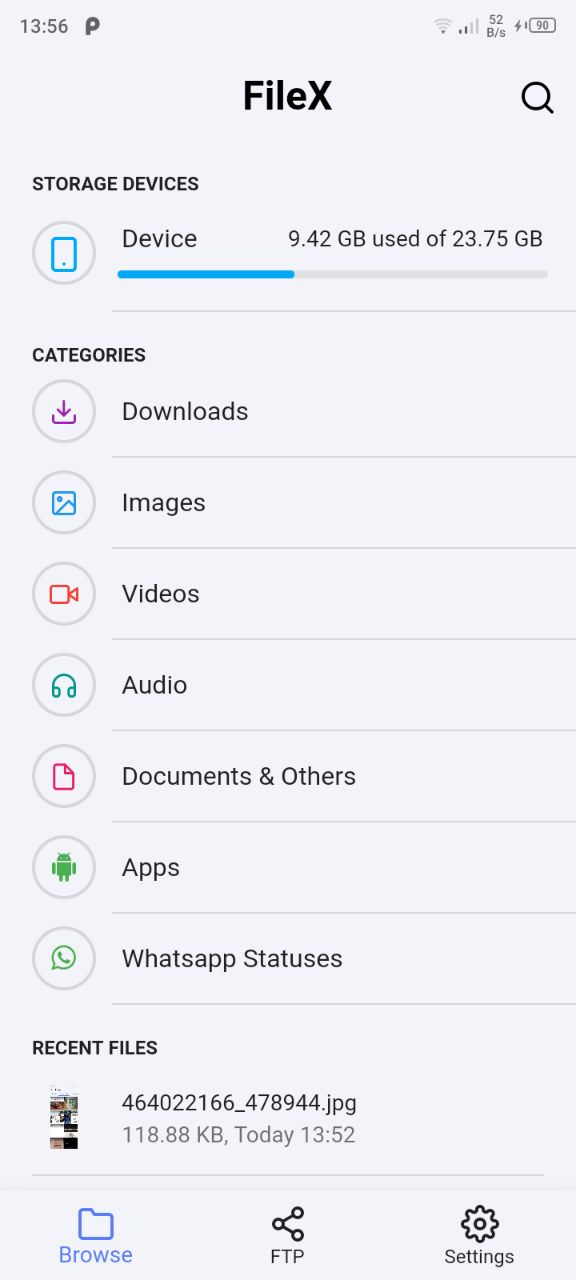 13:56
52
B/s
90
FileX
STORAGE DEVICES
Device 9.42 GB used of 23.75 GB
CATEGORIES
Downloads
Images
Videos
Audio
Documents & Others
Apps
Whatsapp Statuses
RECENT FILES
464022166_478944.jpg
118.88 KB, Today 13:52
Browse FTP Settings